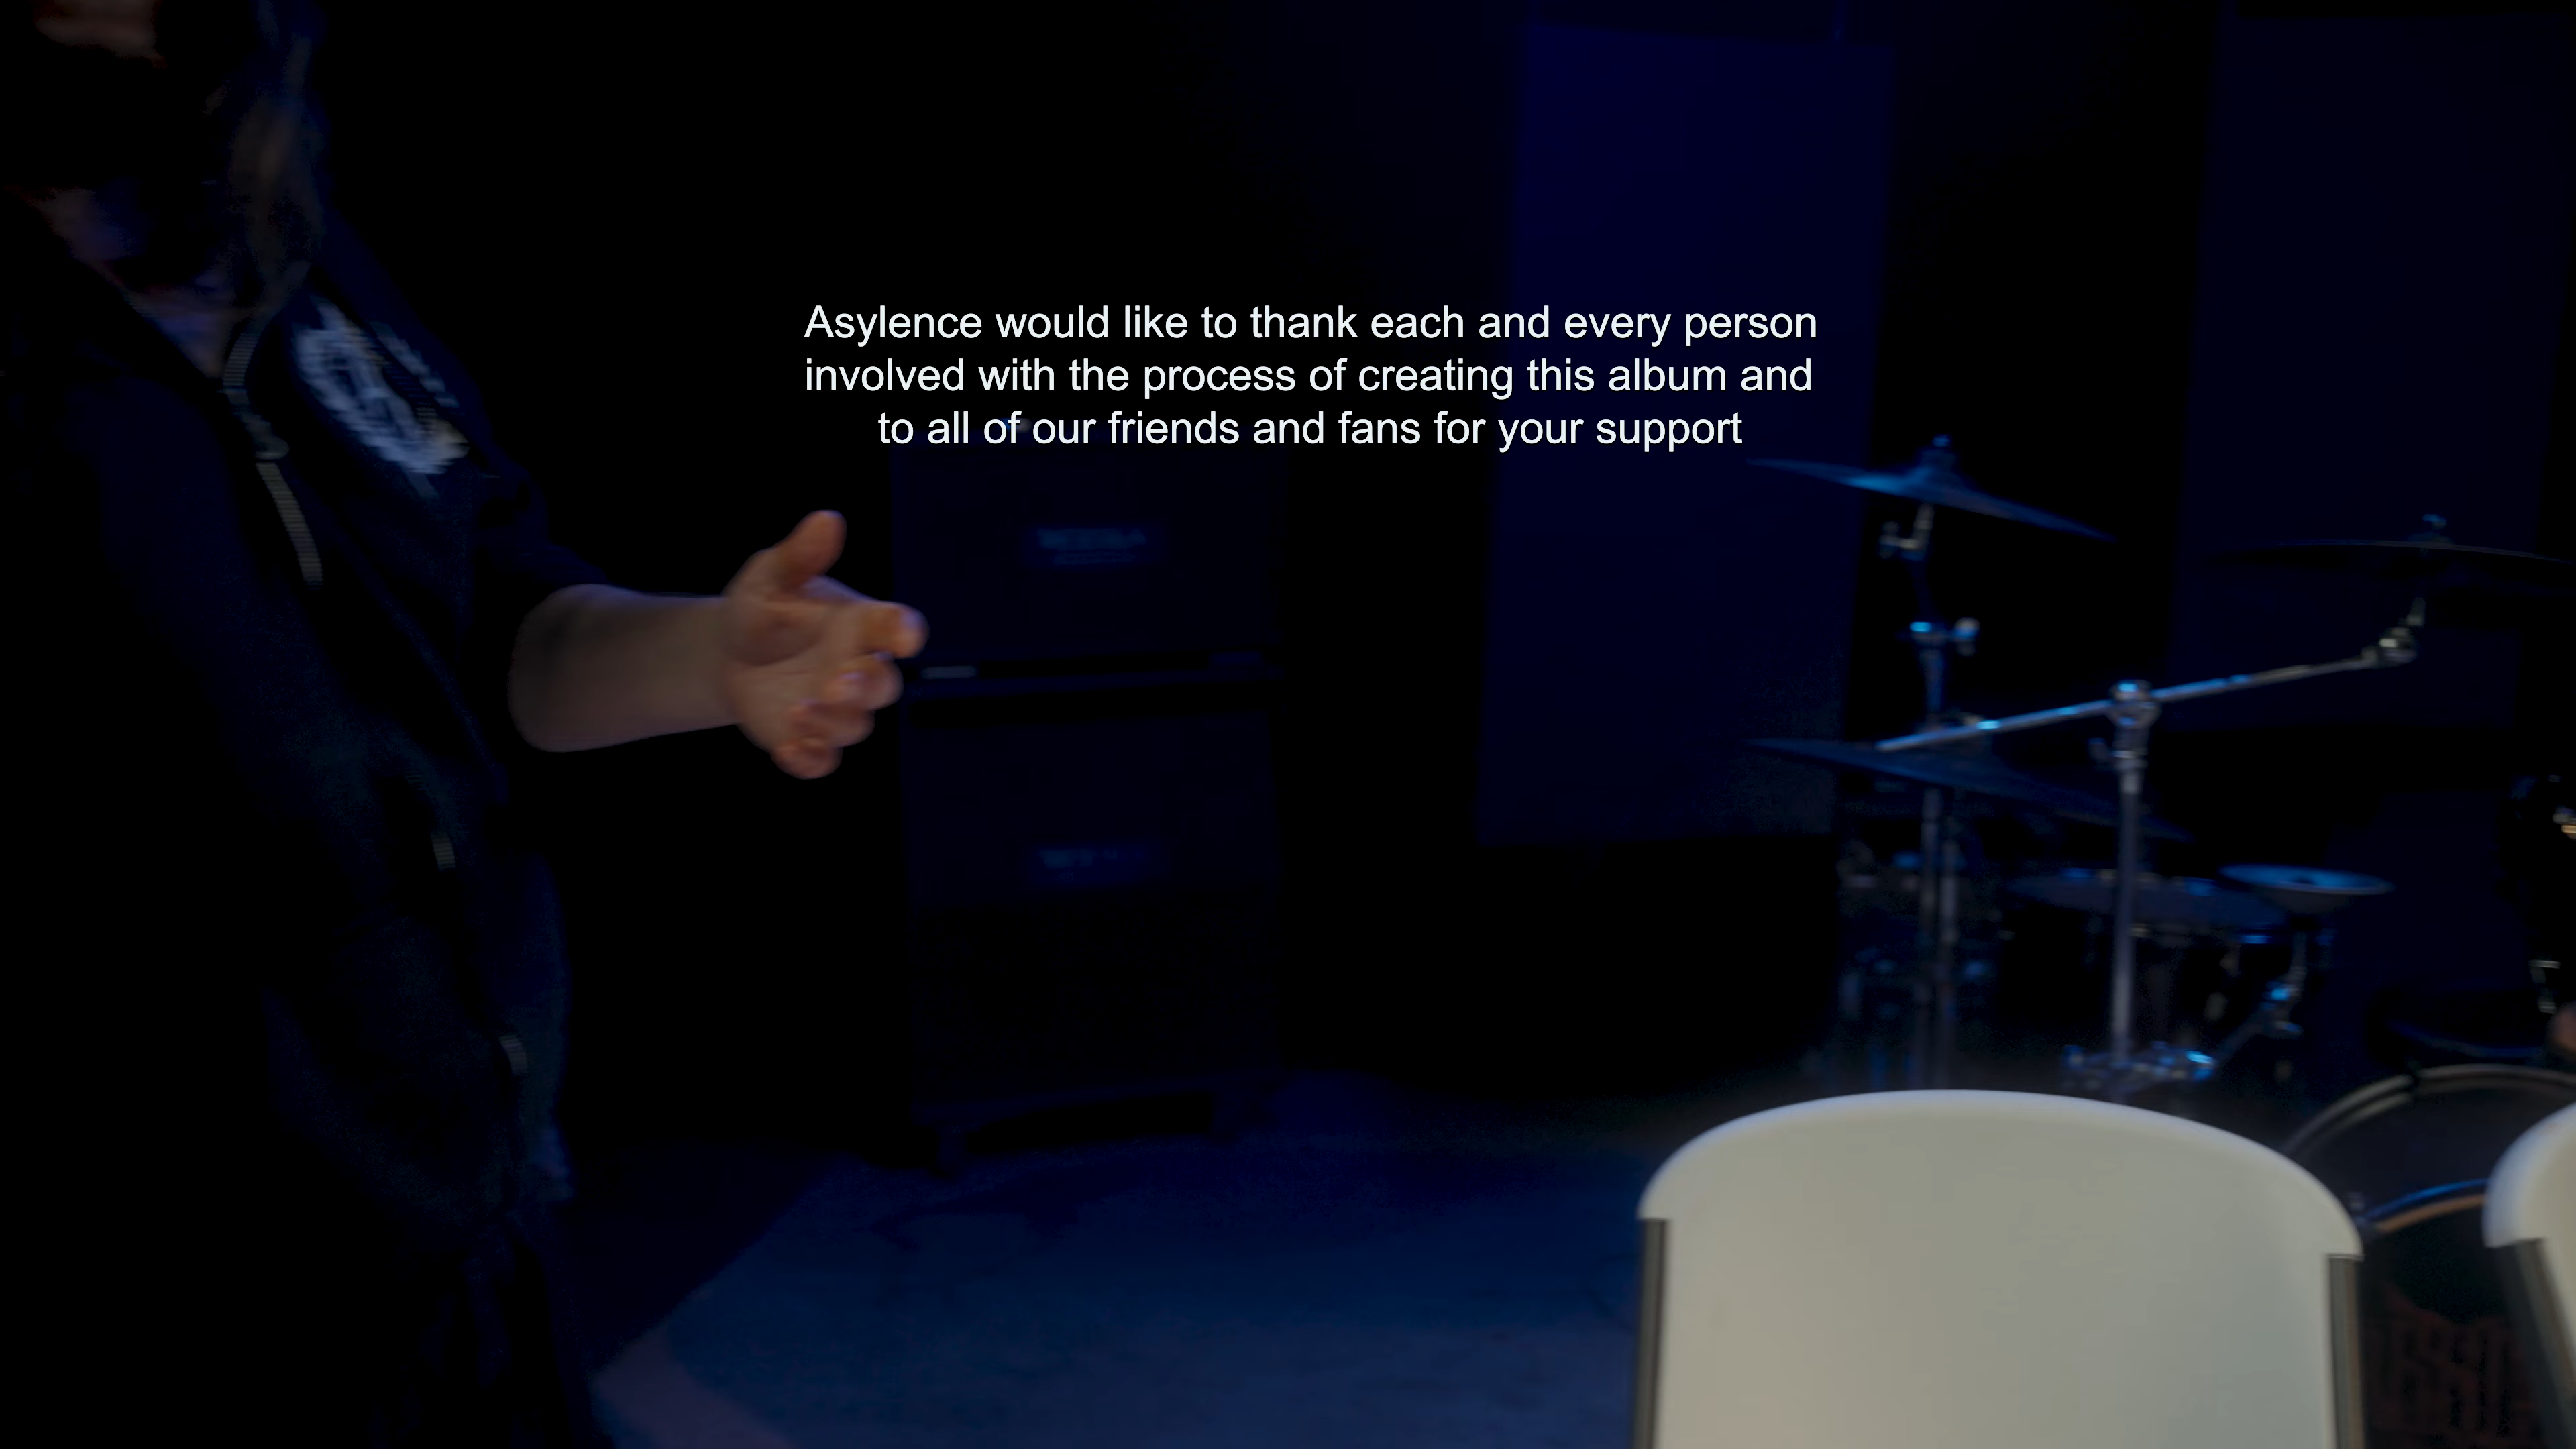 Asylence would like to thank each and every person
involved with the process of creating this album and
to all of our friends and fans for your support